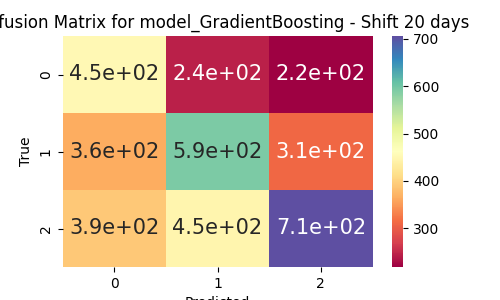 fusion Matrix for model_GradientBoosting - Shift 20 days
0 4.5e+02 2.4e+02 2.2e+02
1 3.6e+02 5.9e+02 3.1e+02
2 3.9e+02 4.5e+02 7.1e+02
0 1 2
Predicted
True
700
600
500
400
300